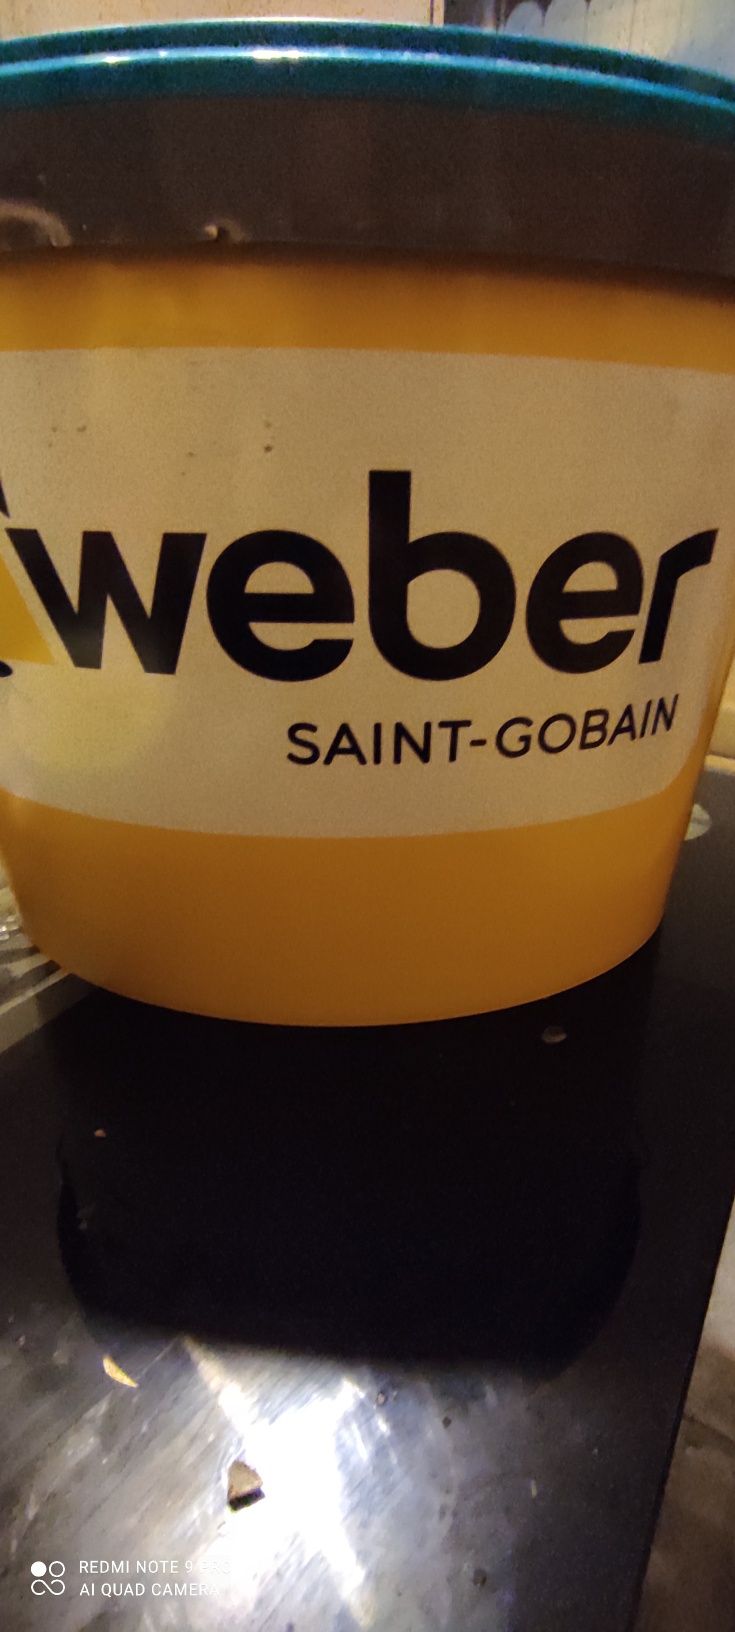 weber
SAINT-GOBAIN
REDMI NOTE 9 PRO
AI QUAD CAMERA